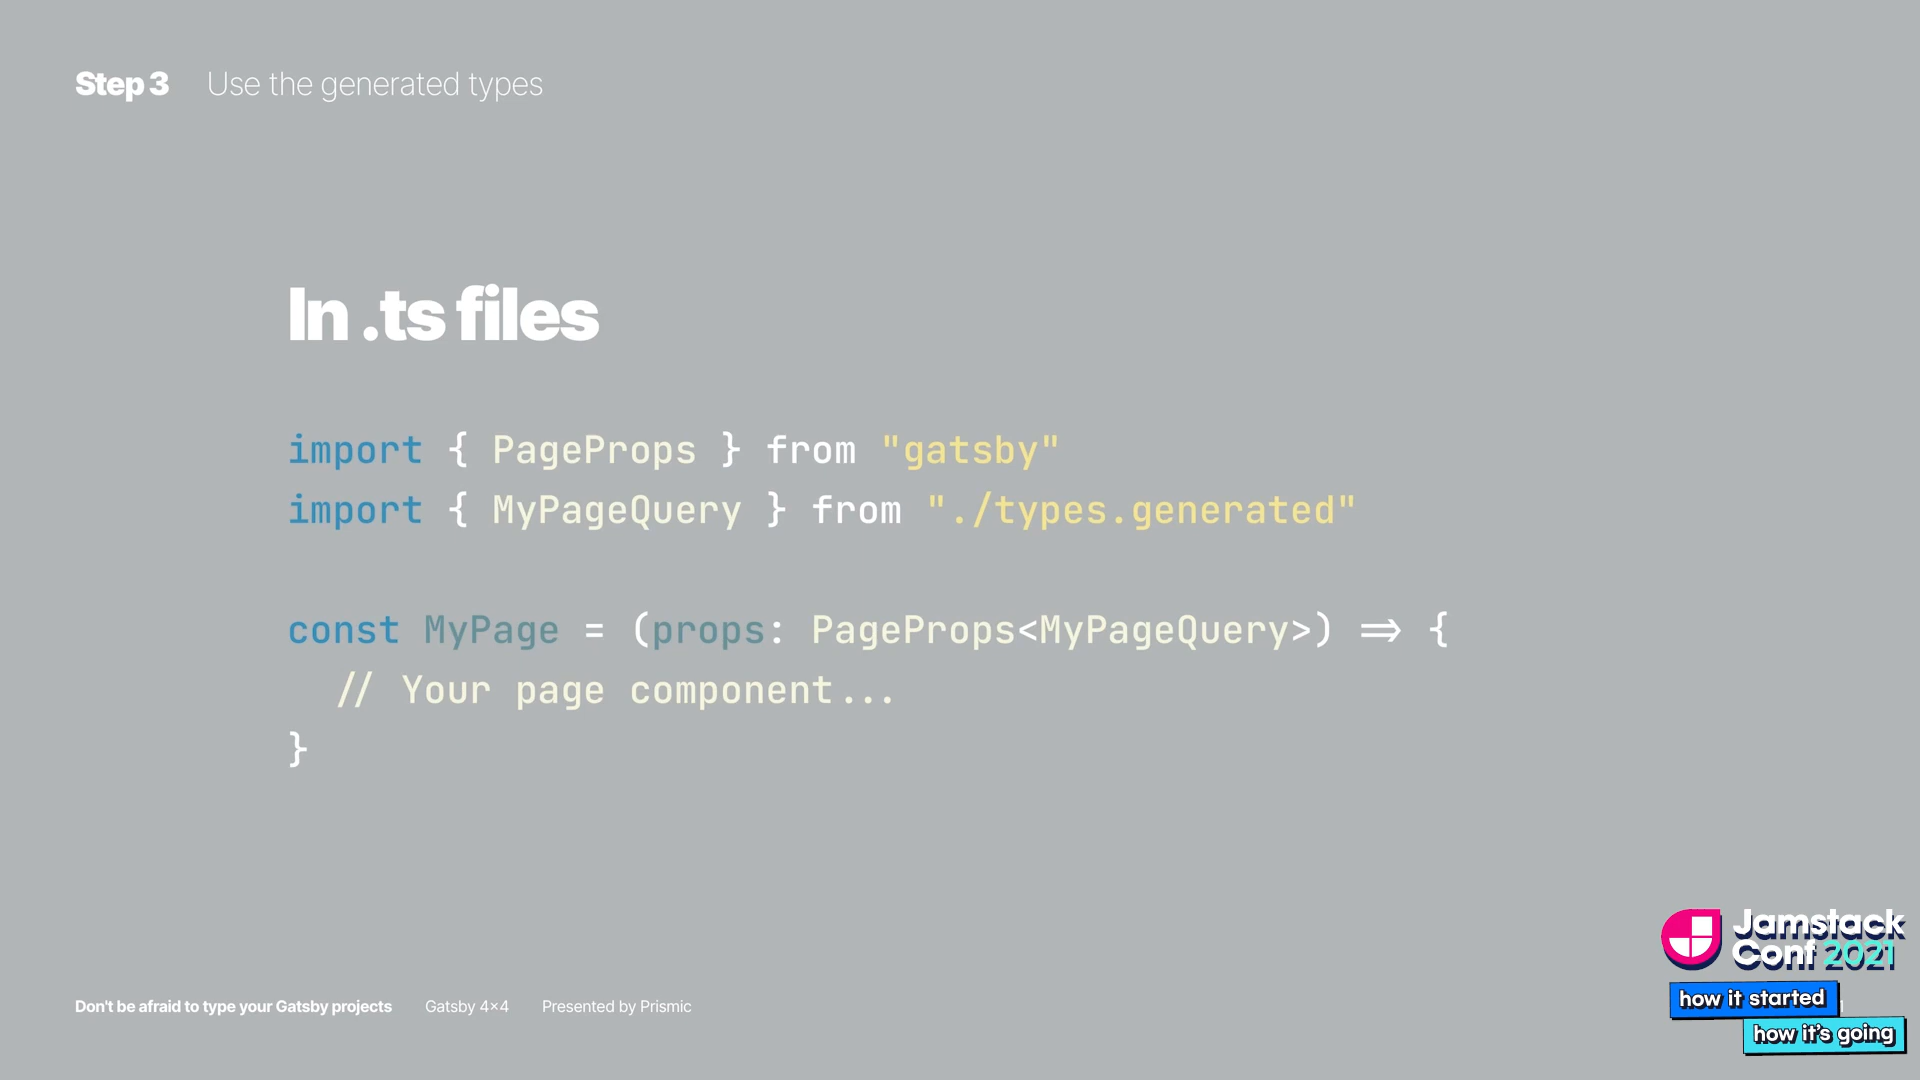 Step 3 Use the generated types
In .ts files
import { PageProps } from "gatsby"
import { MyPageQuery } from "./types.generated"
const MyPage = (props: PageProps<MyPageQuery>) => {
// Your page component...
}
Don't be afraid to type your Gatsby projects Gatsby 4×4 Presented by Prismic
Jamstack
Conf 2021
how it started
how it's going